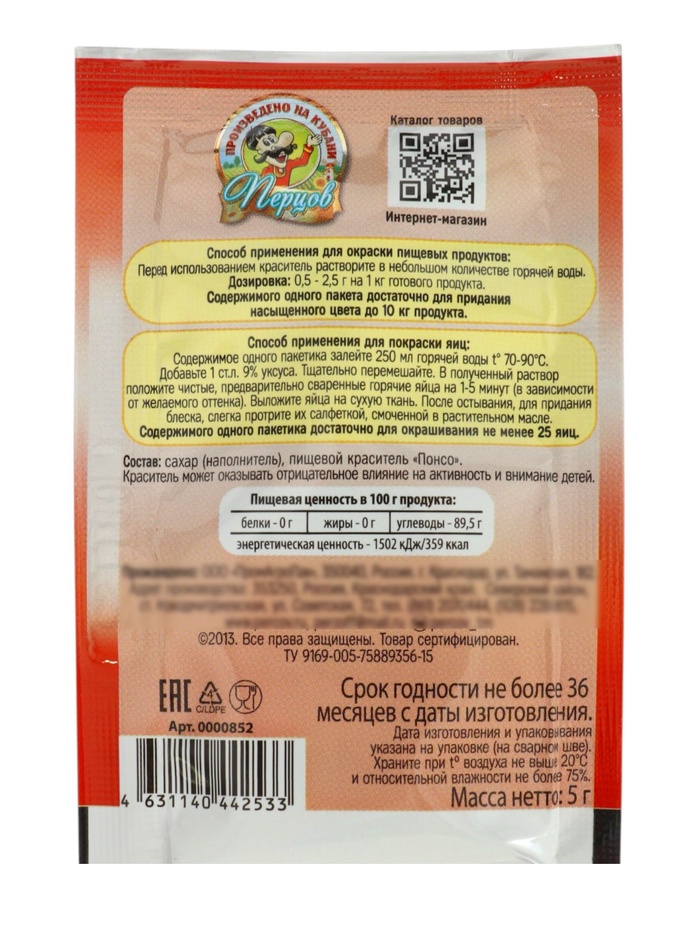 ПРОИЗВЕДЕНО НА КУБАНИ
Перцов
Каталог товаров
Интернет-магазин
Способ применения для окраски пищевых продуктов:
Перед использованием краситель растворите в небольшом количестве горячей воды.
Дозировка: 0,5 - 2,5 г на 1 кг готового продукта.
Содержимого одного пакета достаточно для придания
насыщенного цвета до 10 кг продукта.
Способ применения для покраски яиц:
Содержимое одного пакетика залейте 250 мл горячей воды t° 70-90°С.
Добавьте 1 ст.л. 9% уксуса. Тщательно перемешайте. В полученный раствор
положите чистые, предварительно сваренные горячие яйца на 1-5 минут (в зависимости
от желаемого оттенка). Выложите яйца на сухую ткань. После остывания, для придания
блеска, слегка протрите их салфеткой, смоченной в растительном масле.
Содержимого одного пакетика достаточно для окрашивания не менее 25 яиц.
Состав: сахар (наполнитель), пищевой краситель «Понсо».
Краситель может оказывать отрицательное влияние на активность и внимание детей.
Пищевая ценность в 100 г продукта:
белки - 0 г жиры - 0 г углеводы - 89,5 г
энергетическая ценность - 1502 кДж/359 ккал
©2013. Все права защищены. Товар сертифицирован.
ТУ 9169-005-75889356-15
ЕАС 4 C/LDPE
Арт. 0000852
Срок годности не более 36
месяцев с даты изготовления.
Дата изготовления и упаковывания
указана на упаковке (на сварном шве).
Храните при t° воздуха не выше 20°С
и относительной влажности не более 75%.
Масса нетто: 5 г
4 631140 442533